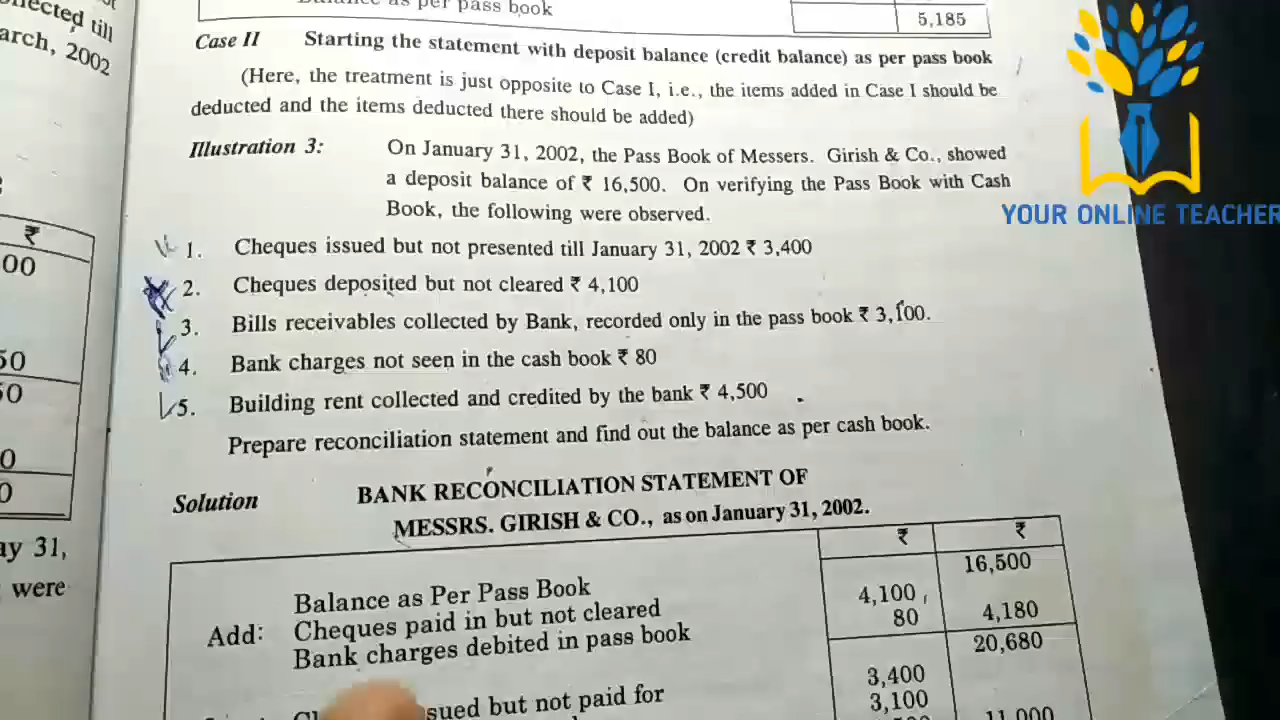 nected till
arch, 2002
₹
00
50
50
0
0
ay 31,
were
Balance as per pass book
5,185
Case II Starting the statement with deposit balance (credit balance) as per pass book
(Here, the treatment is just opposite to Case I, i.e., the items added in Case I should be
deducted and the items deducted there should be added)
Illustration 3: On January 31, 2002, the Pass Book of Messers. Girish & Co., showed
a deposit balance of ₹ 16,500. On verifying the Pass Book with Cash
Book, the following were observed.
1. Cheques issued but not presented till January 31, 2002 ₹ 3,400
2. Cheques deposited but not cleared ₹ 4,100
3. Bills receivables collected by Bank, recorded only in the pass book ₹ 3,100.
4. Bank charges not seen in the cash book ₹ 80
5. Building rent collected and credited by the bank ₹ 4,500
Prepare reconciliation statement and find out the balance as per cash book.
Solution BANK RECONCILIATION STATEMENT OF
MESSRS. GIRISH & CO., as on January 31, 2002.
₹ ₹
Balance as Per Pass Book 16,500
Add: Cheques paid in but not cleared 4,100
Bank charges debited in pass book 80 4,180
20,680
sued but not paid for 3,400
3,100
11,000
YOUR ONLINE TEACHER